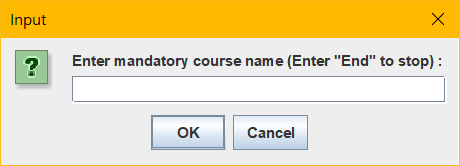 Input
Enter mandatory course name (Enter "End" to stop) :
?
OK Cancel